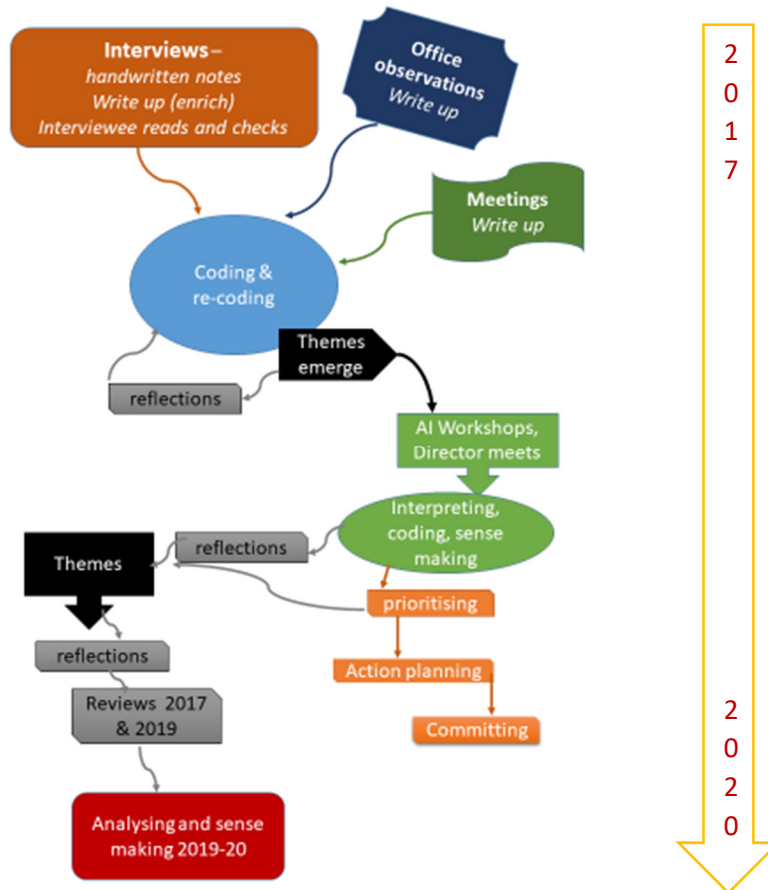 Interviews –
handwritten notes
Write up (enrich)
Interviewee reads and checks
Office
observations
Write up
Meetings
Write up
Coding &
re-coding
Themes
emerge
reflections
AI Workshops,
Director meets
Interpreting,
coding, sense
making
reflections
Themes
prioritising
reflections
Action planning
Reviews 2017
& 2019
Committing
Analysing and sense
making 2019-20
2
0
1
7
2
0
2
0